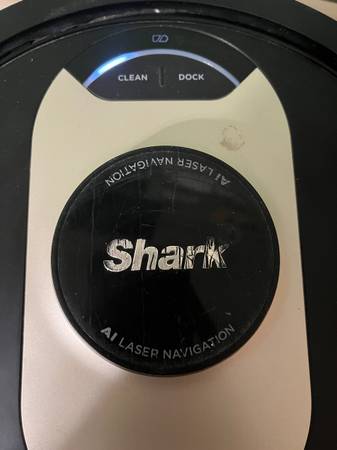 CLEAN DOCK
AI LASER NAVIGATION
Shark
AI LASER NAVIGATION